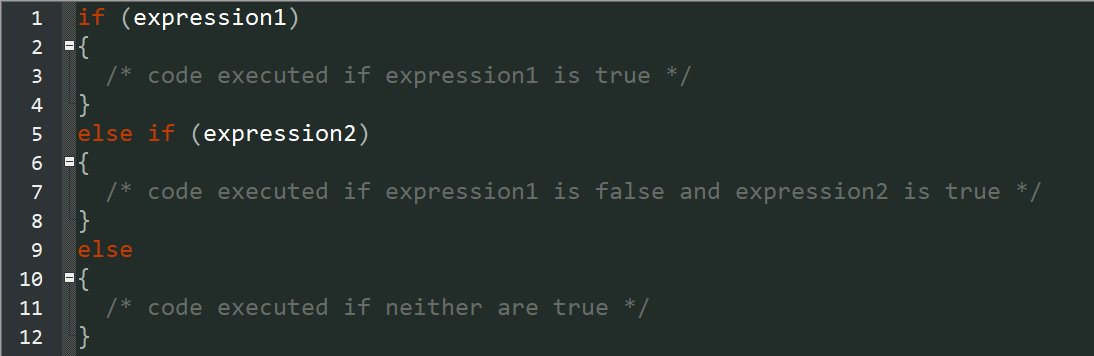 1 if (expression1)
2 {
3   /* code executed if expression1 is true */
4 }
5 else if (expression2)
6 {
7   /* code executed if expression1 is false and expression2 is true */
8 }
9 else
10 {
11   /* code executed if neither are true */
12 }